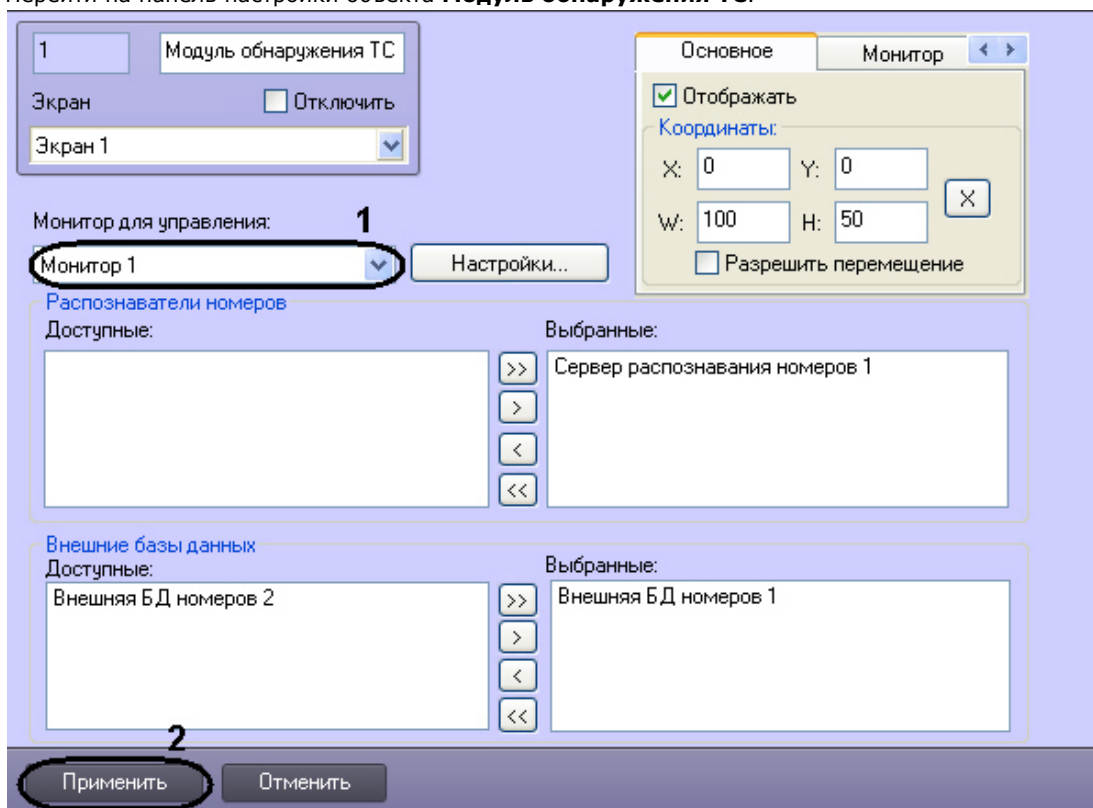 Перейти на панель настройки объекта Модуль обнаружения ТС.
1
Модуль обнаружения ТС
Экран
Отключить
Экран 1
Основное
Монитор
Отображать
Координаты:
X: 0 Y: 0
X
W: 100 H: 50
Разрешить перемещение
Монитор для управления:
1
Монитор 1
Настройки...
Распознаватели номеров
Доступные:
Выбранные:
Сервер распознавания номеров 1
>>
>
<
<<
Внешние базы данных
Доступные:
Выбранные:
Внешняя БД номеров 2
Внешняя БД номеров 1
>>
>
<
<<
2
Применить
Отменить